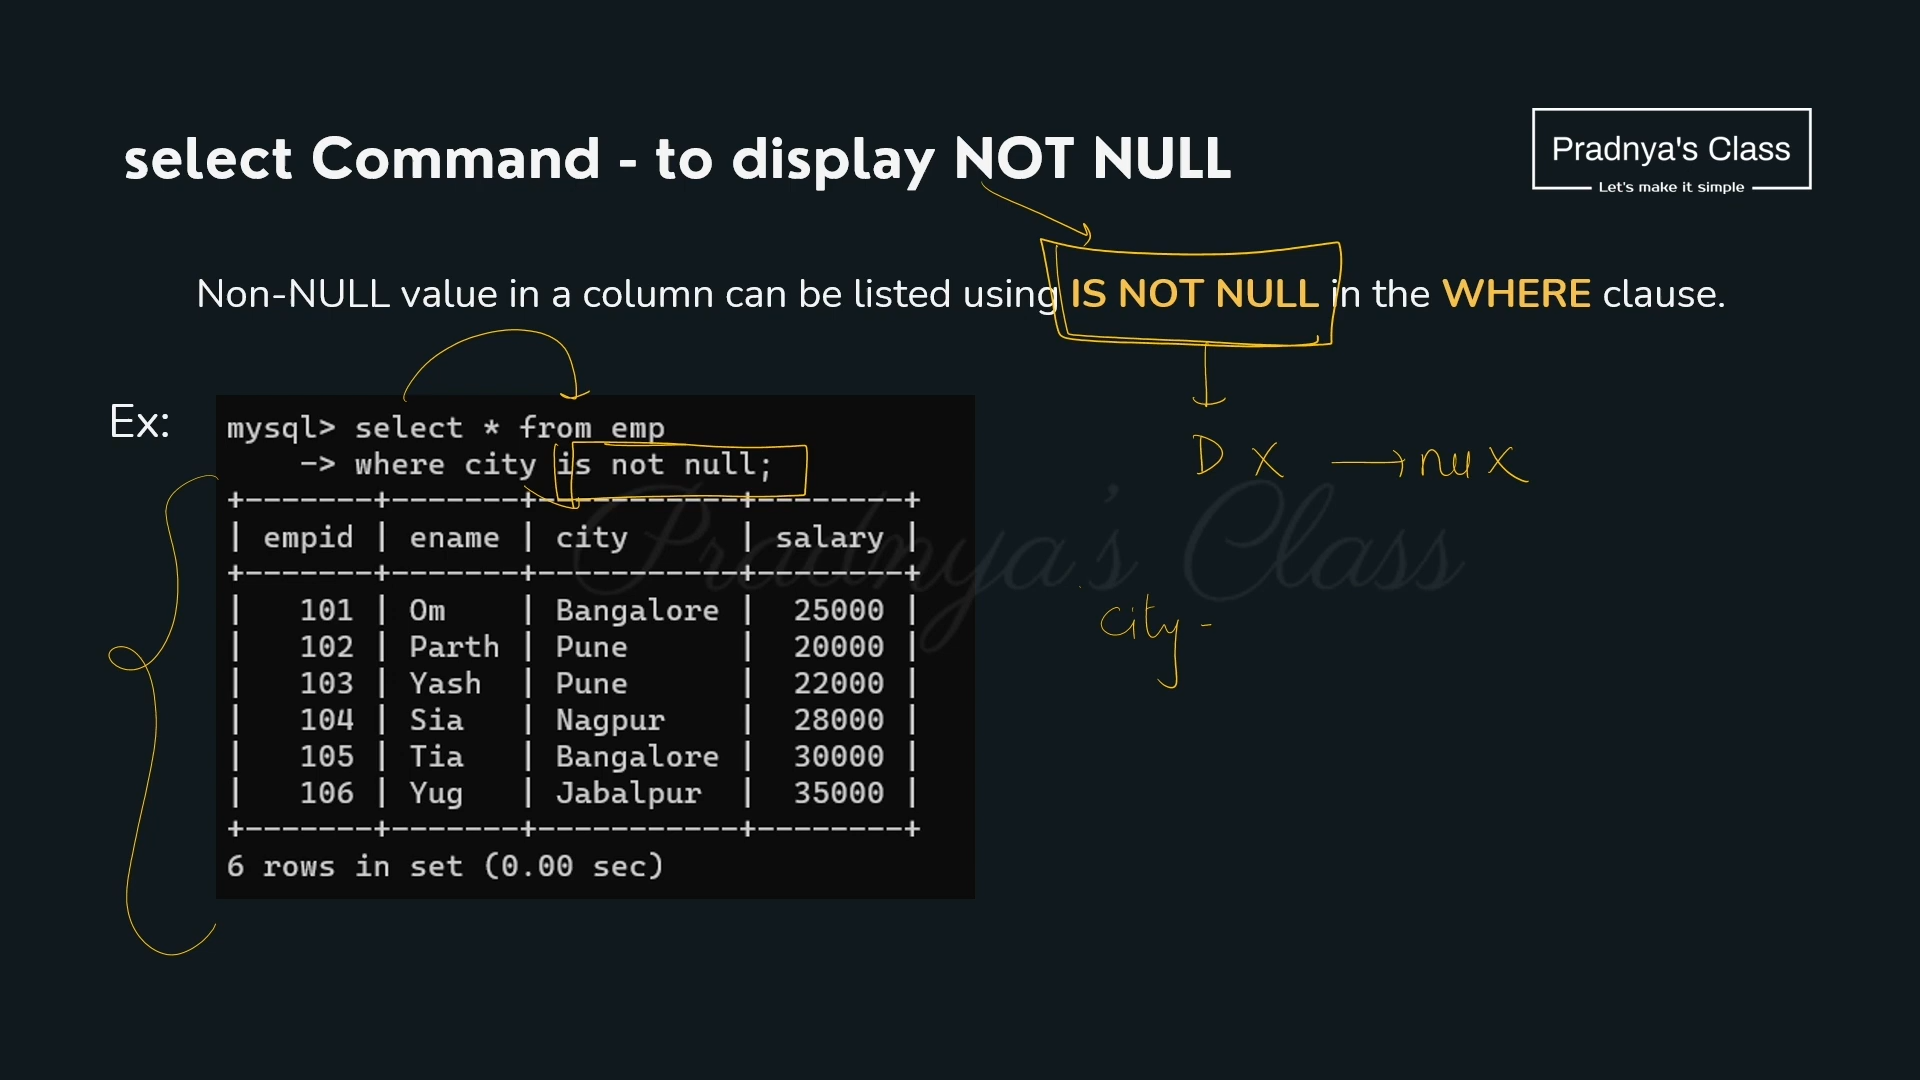 select Command - to display NOT NULL
Pradnya's Class
Let's make it simple
Non-NULL value in a column can be listed using IS NOT NULL in the WHERE clause.
Ex:
mysql> select * from emp
-> where city is not null;
+-------+-------+-----------+--------+
| empid | ename | city      | salary |
+-------+-------+-----------+--------+
|   101 | Om    | Bangalore |  25000 |
|   102 | Parth | Pune      |  20000 |
|   103 | Yash  | Pune      |  22000 |
|   104 | Sia   | Nagpur    |  28000 |
|   105 | Tia   | Bangalore |  30000 |
|   106 | Yug   | Jabalpur  |  35000 |
+-------+-------+-----------+--------+
6 rows in set (0.00 sec)
D X → nu X
city -
Pradnya's Class